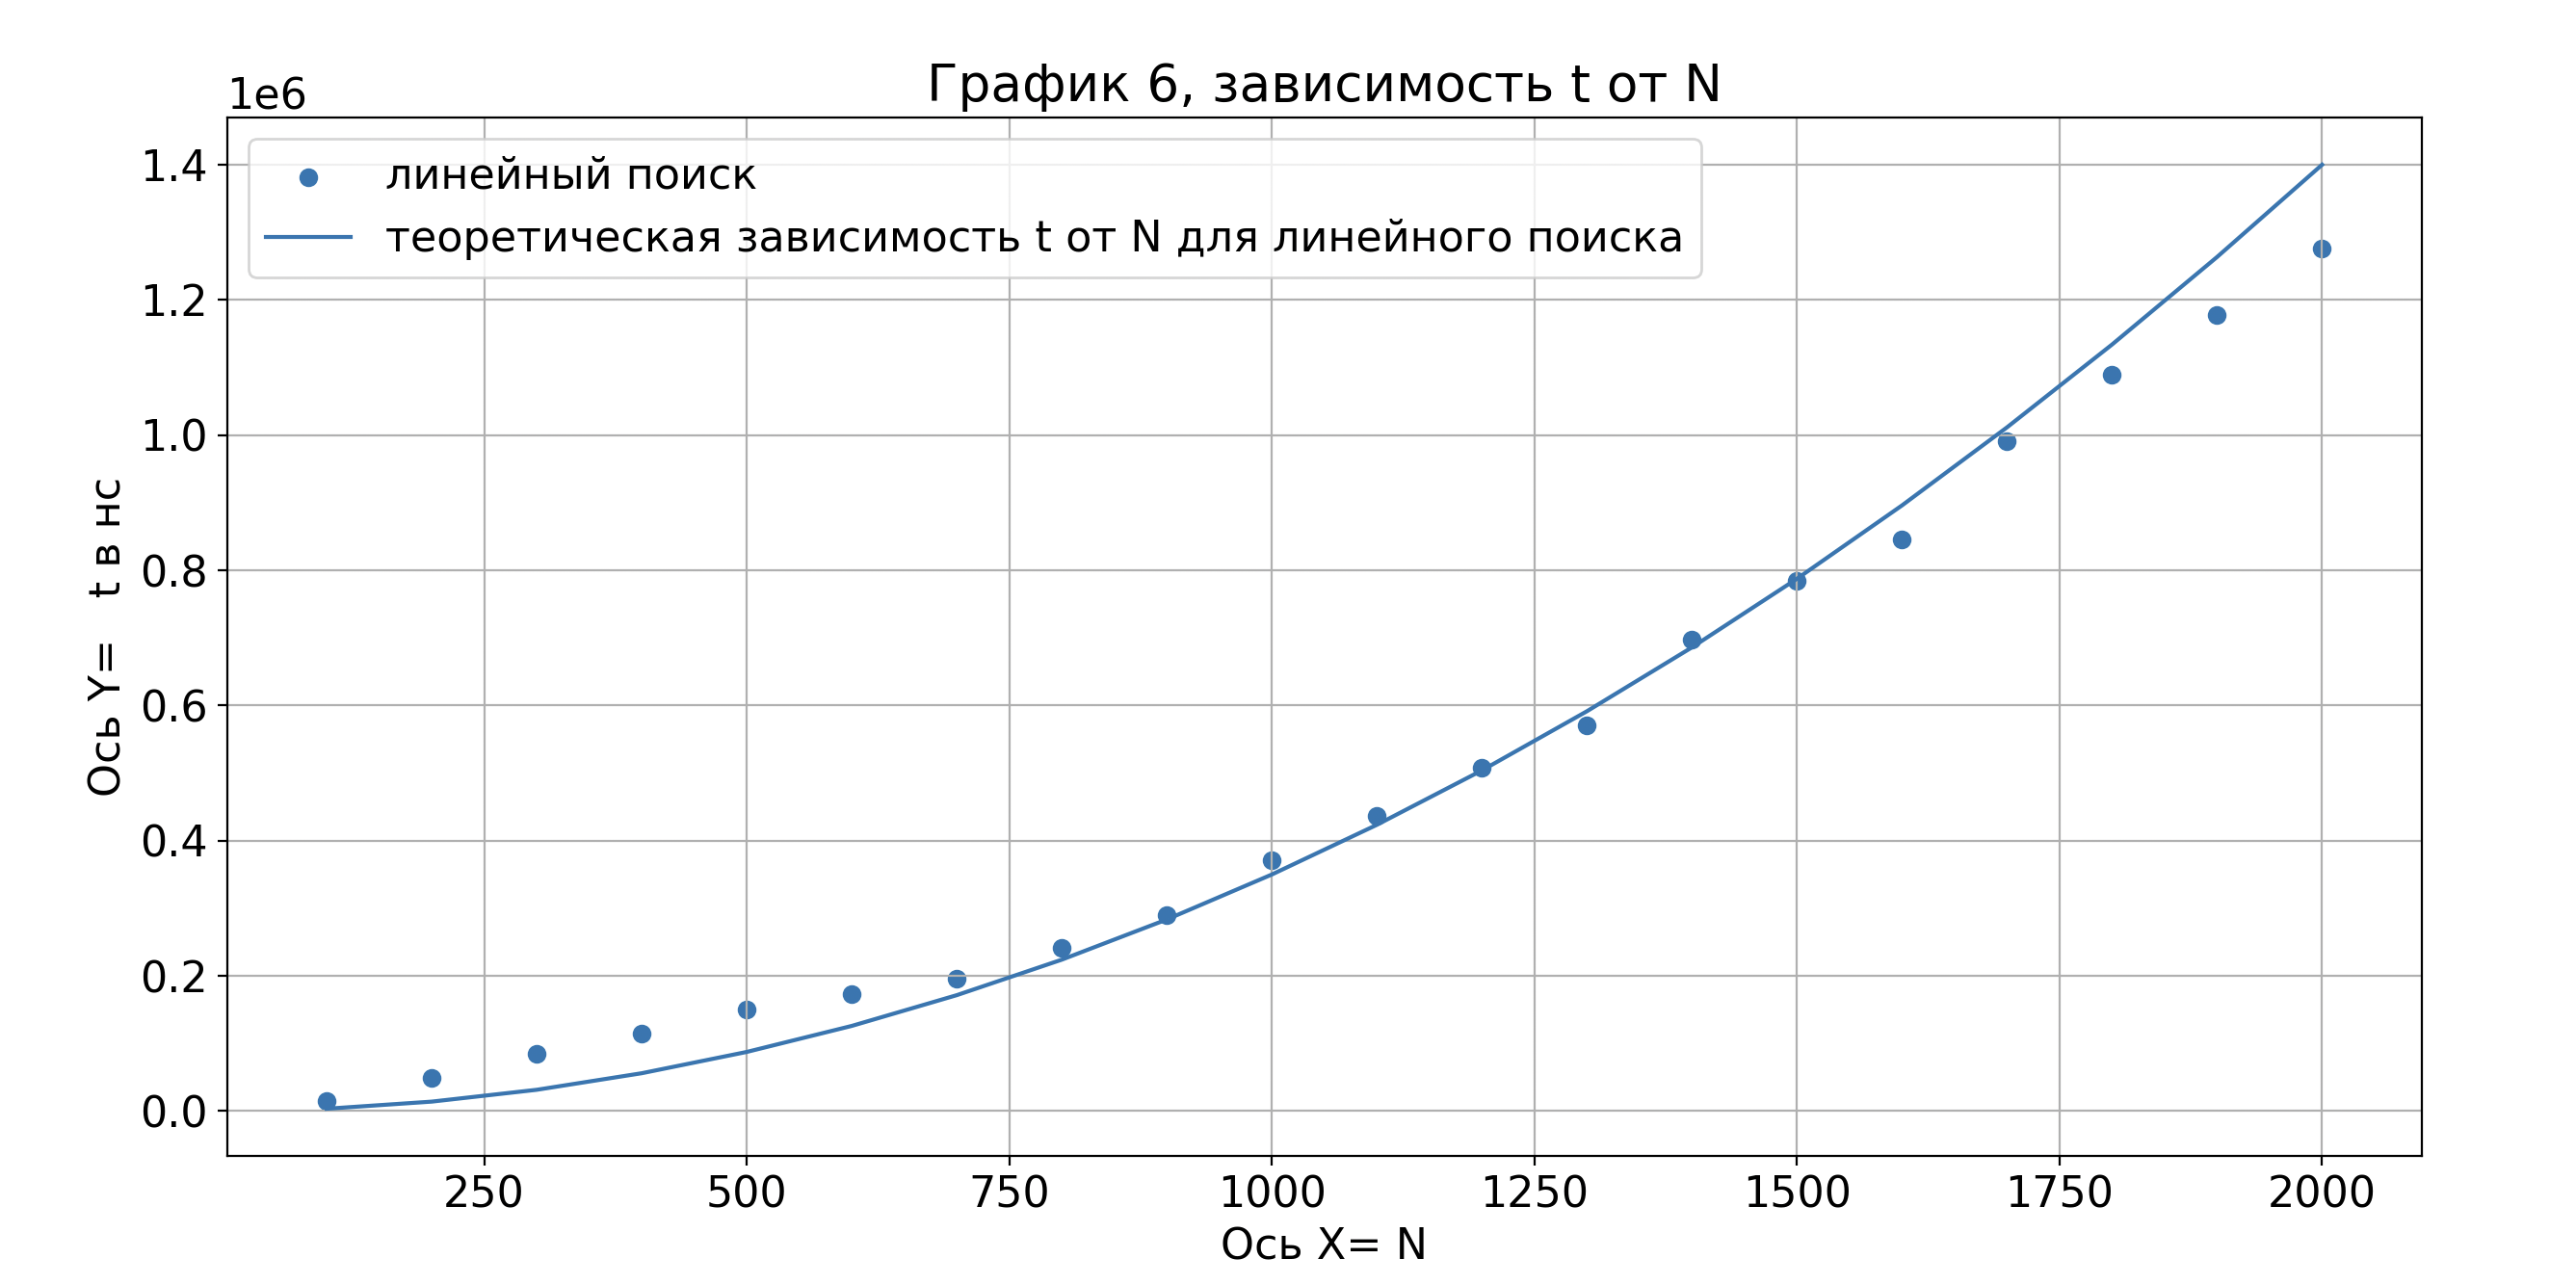 График 6, зависимость t от N
1e6
линейный поиск
теоретическая зависимость t от N для линейного поиска
1.4
1.2
1.0
0.8
0.6
0.4
0.2
0.0
Ось Y=  t в нс
250 500 750 1000 1250 1500 1750 2000
Ось X= N